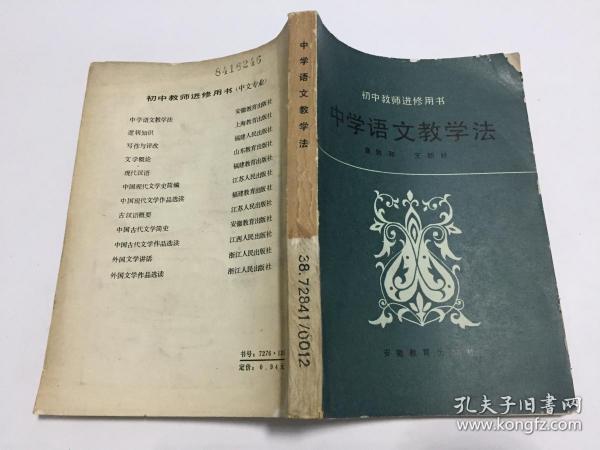 8416246
初中教师进修用书(中文专业)
中学语文教学法 安徽教育出版社
逻辑知识 上海教育出版社
写作与评改 福建人民出版社
文学概论 山东教育出版社
现代汉语 福建教育出版社
中国现代文学史简编 江苏人民出版社
中国现代文学作品选读 福建教育出版社
古汉语概要 江苏人民出版社
中国古代文学简史 安徽教育出版社
中国古代文学作品选读 江西人民出版社
外国文学讲话 浙江人民出版社
外国文学作品选读 浙江人民出版社
书号:7276·
定价:0.94元
中学语文教学法
38.72841/0012
初中教师进修用书
中学语文教学法
安徽教育出版社
孔夫子旧书网
www.kongfz.com